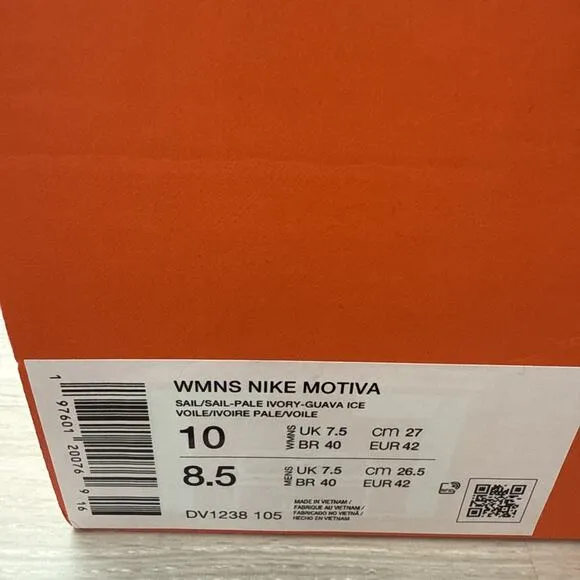 WMNS NIKE MOTIVA
SAIL/SAIL-PALE IVORY-GUAVA ICE
VOILE/IVOIRE PALE/VOILE
10 WMNS UK 7.5 cm 27
BR 40 EUR 42
8.5 MENS UK 7.5 cm 26.5
BR 40 EUR 42
MADE IN VIETNAM /
FABRIQUÉ AU VIETNAM /
FABRICADO NO VIETNÃ /
HECHO EN VIETNAM
DV1238 105
1 97601 20076 9 16